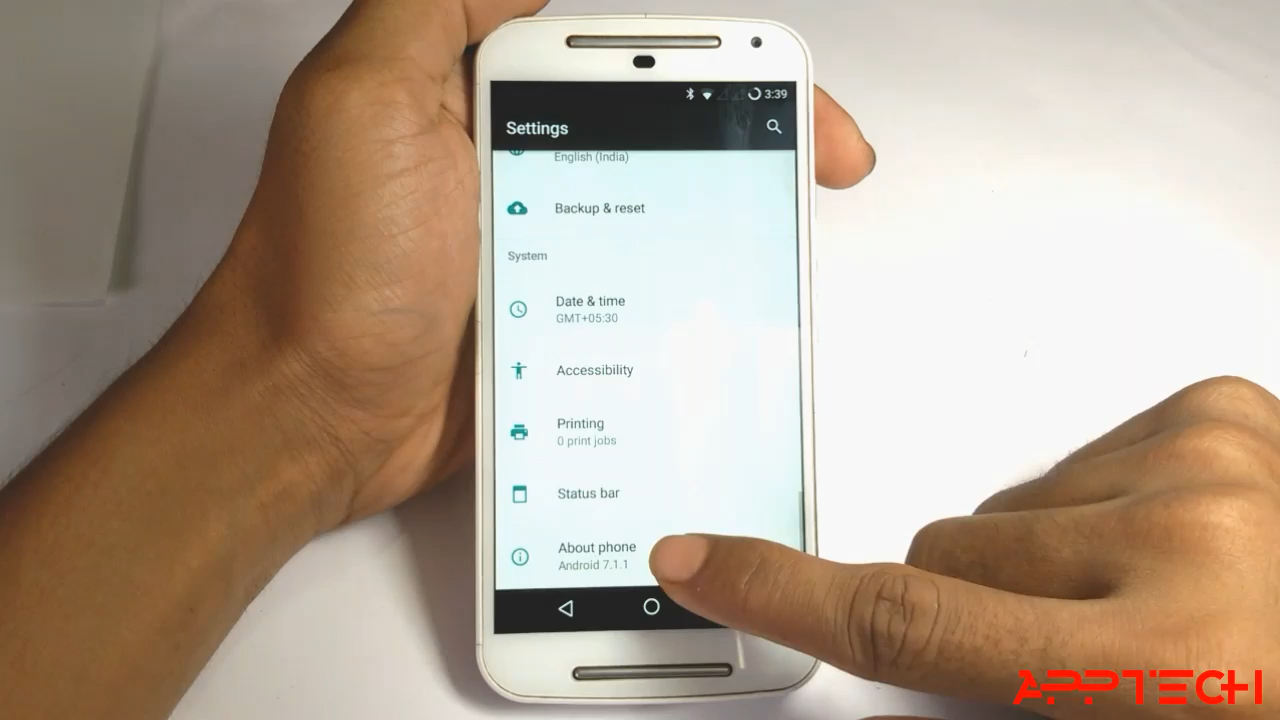 3:39
Settings
English (India)
Backup & reset
System
Date & time
GMT+05:30
Accessibility
Printing
0 print jobs
Status bar
About phone
Android 7.1.1
APPTECH